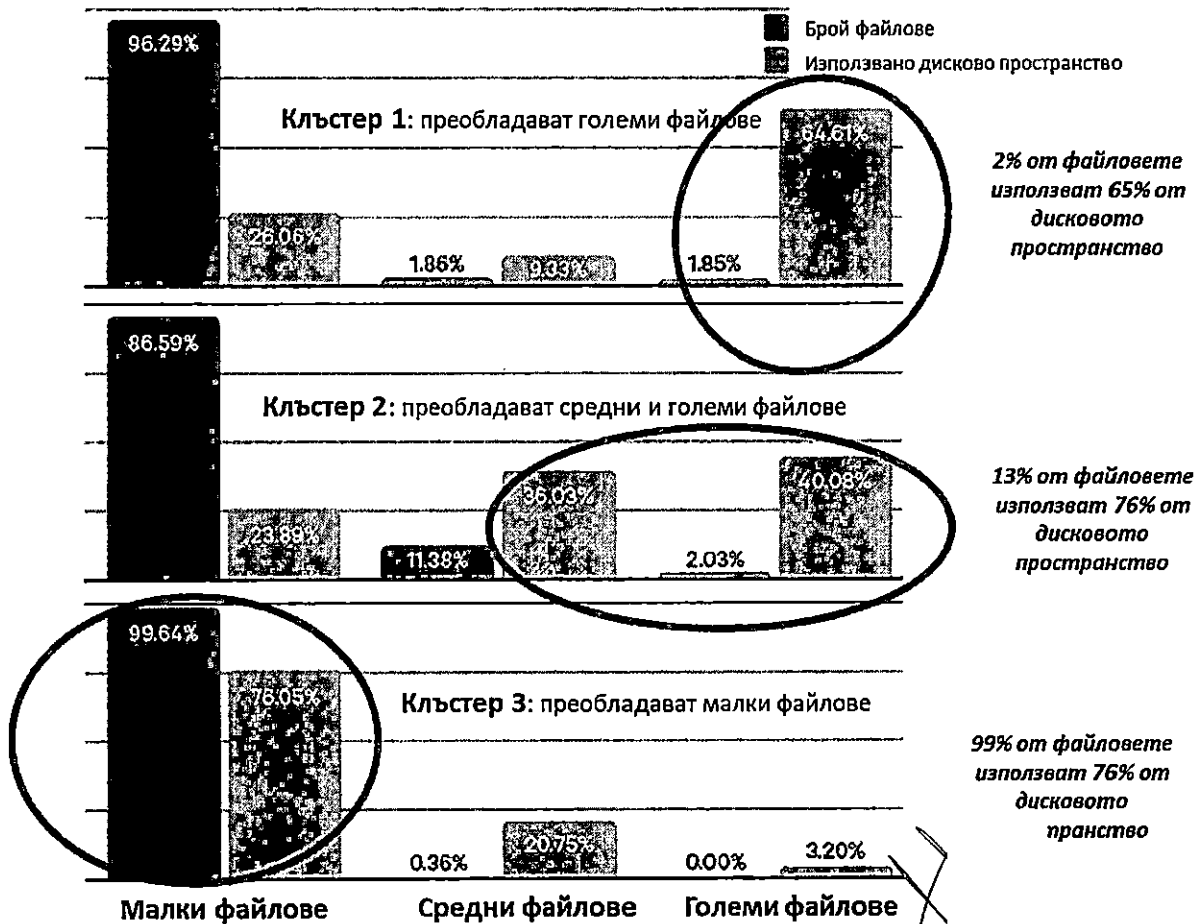 Брой файлове
Използвано дисково пространство
96.29%
Клъстер 1: преобладават големи файлове
64.61%
26.06%
1.86%
9.33%
1.85%
2% от файловете
използват 65% от
дисковото
пространство
86.59%
Клъстер 2: преобладават средни и големи файлове
23.89%
11.38%
36.03%
2.03%
40.08%
13% от файловете
използват 76% от
дисковото
пространство
99.64%
76.05%
Клъстер 3: преобладават малки файлове
0.36%
20.75%
0.00%
3.20%
99% от файловете
използват 76% от
дисковото
пранство
Малки файлове
Средни файлове
Големи файлове